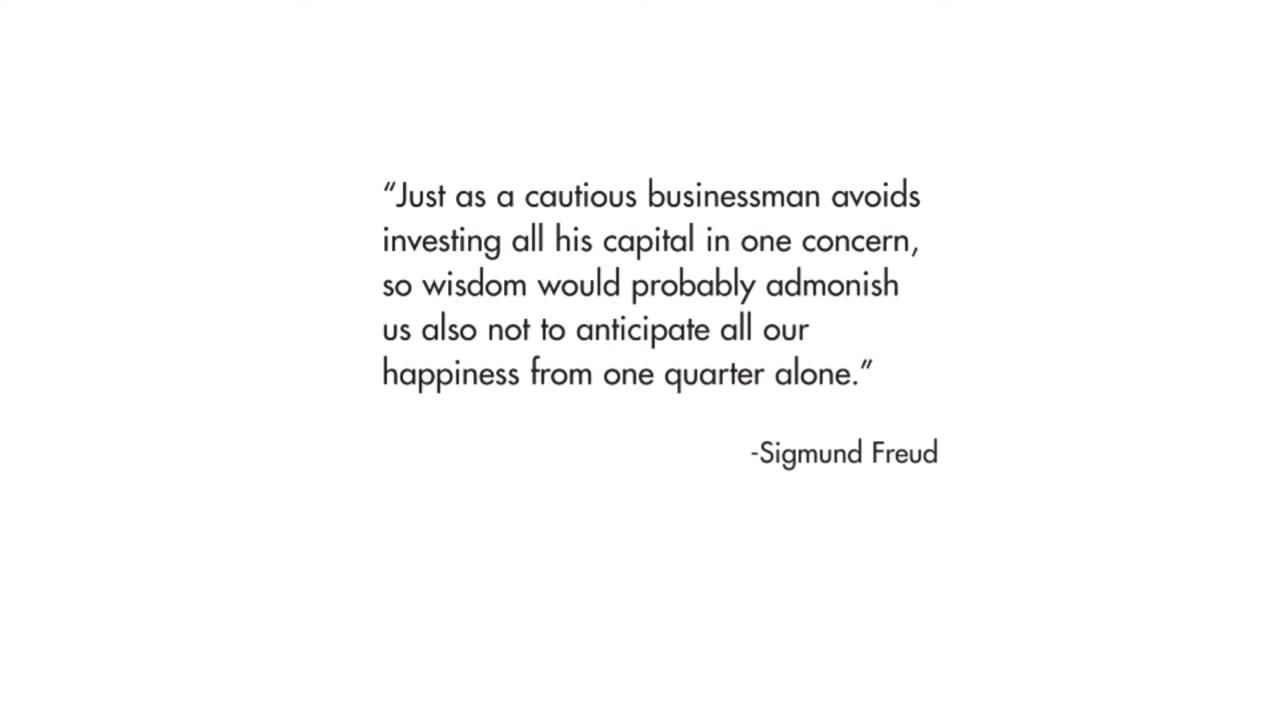 “Just as a cautious businessman avoids
investing all his capital in one concern,
so wisdom would probably admonish
us also not to anticipate all our
happiness from one quarter alone.”
-Sigmund Freud